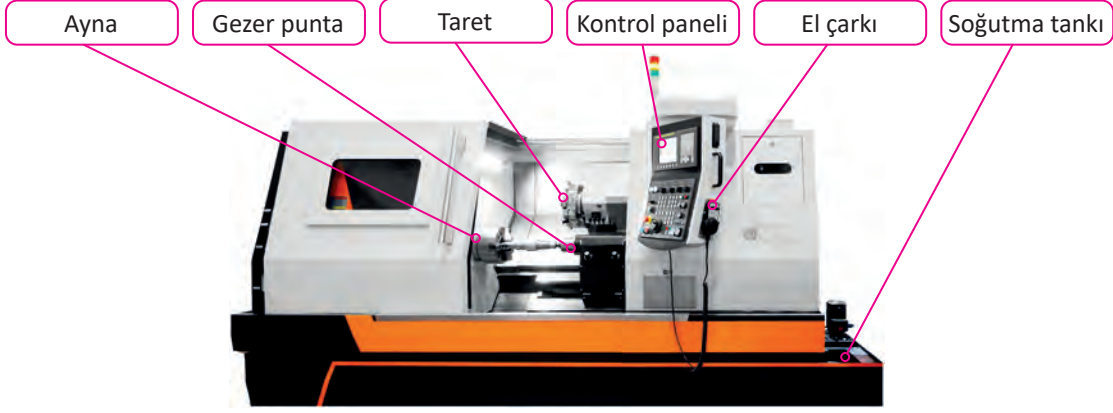 Ayna
Gezer punta
Taret
Kontrol paneli
El çarkı
Soğutma tankı